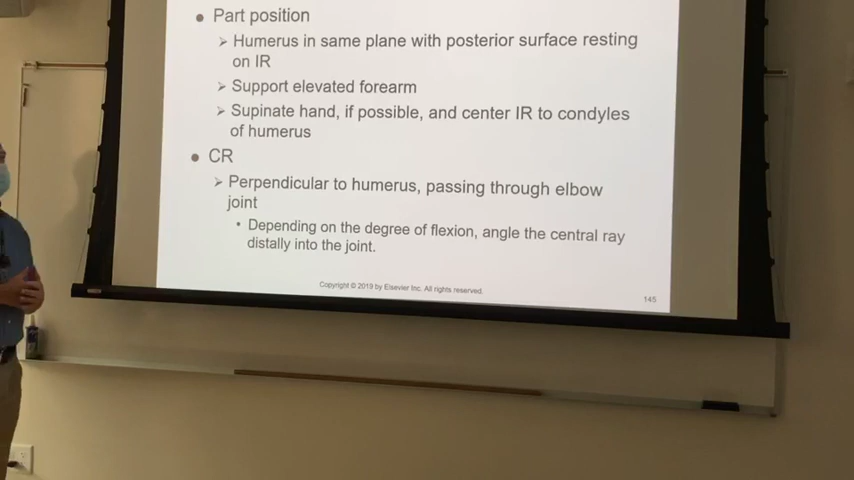 • Part position
➢ Humerus in same plane with posterior surface resting
on IR
➢ Support elevated forearm
➢ Supinate hand, if possible, and center IR to condyles
of humerus
• CR
➢ Perpendicular to humerus, passing through elbow
joint
• Depending on the degree of flexion, angle the central ray
distally into the joint.
Copyright © 2019 by Elsevier Inc. All rights reserved.
145